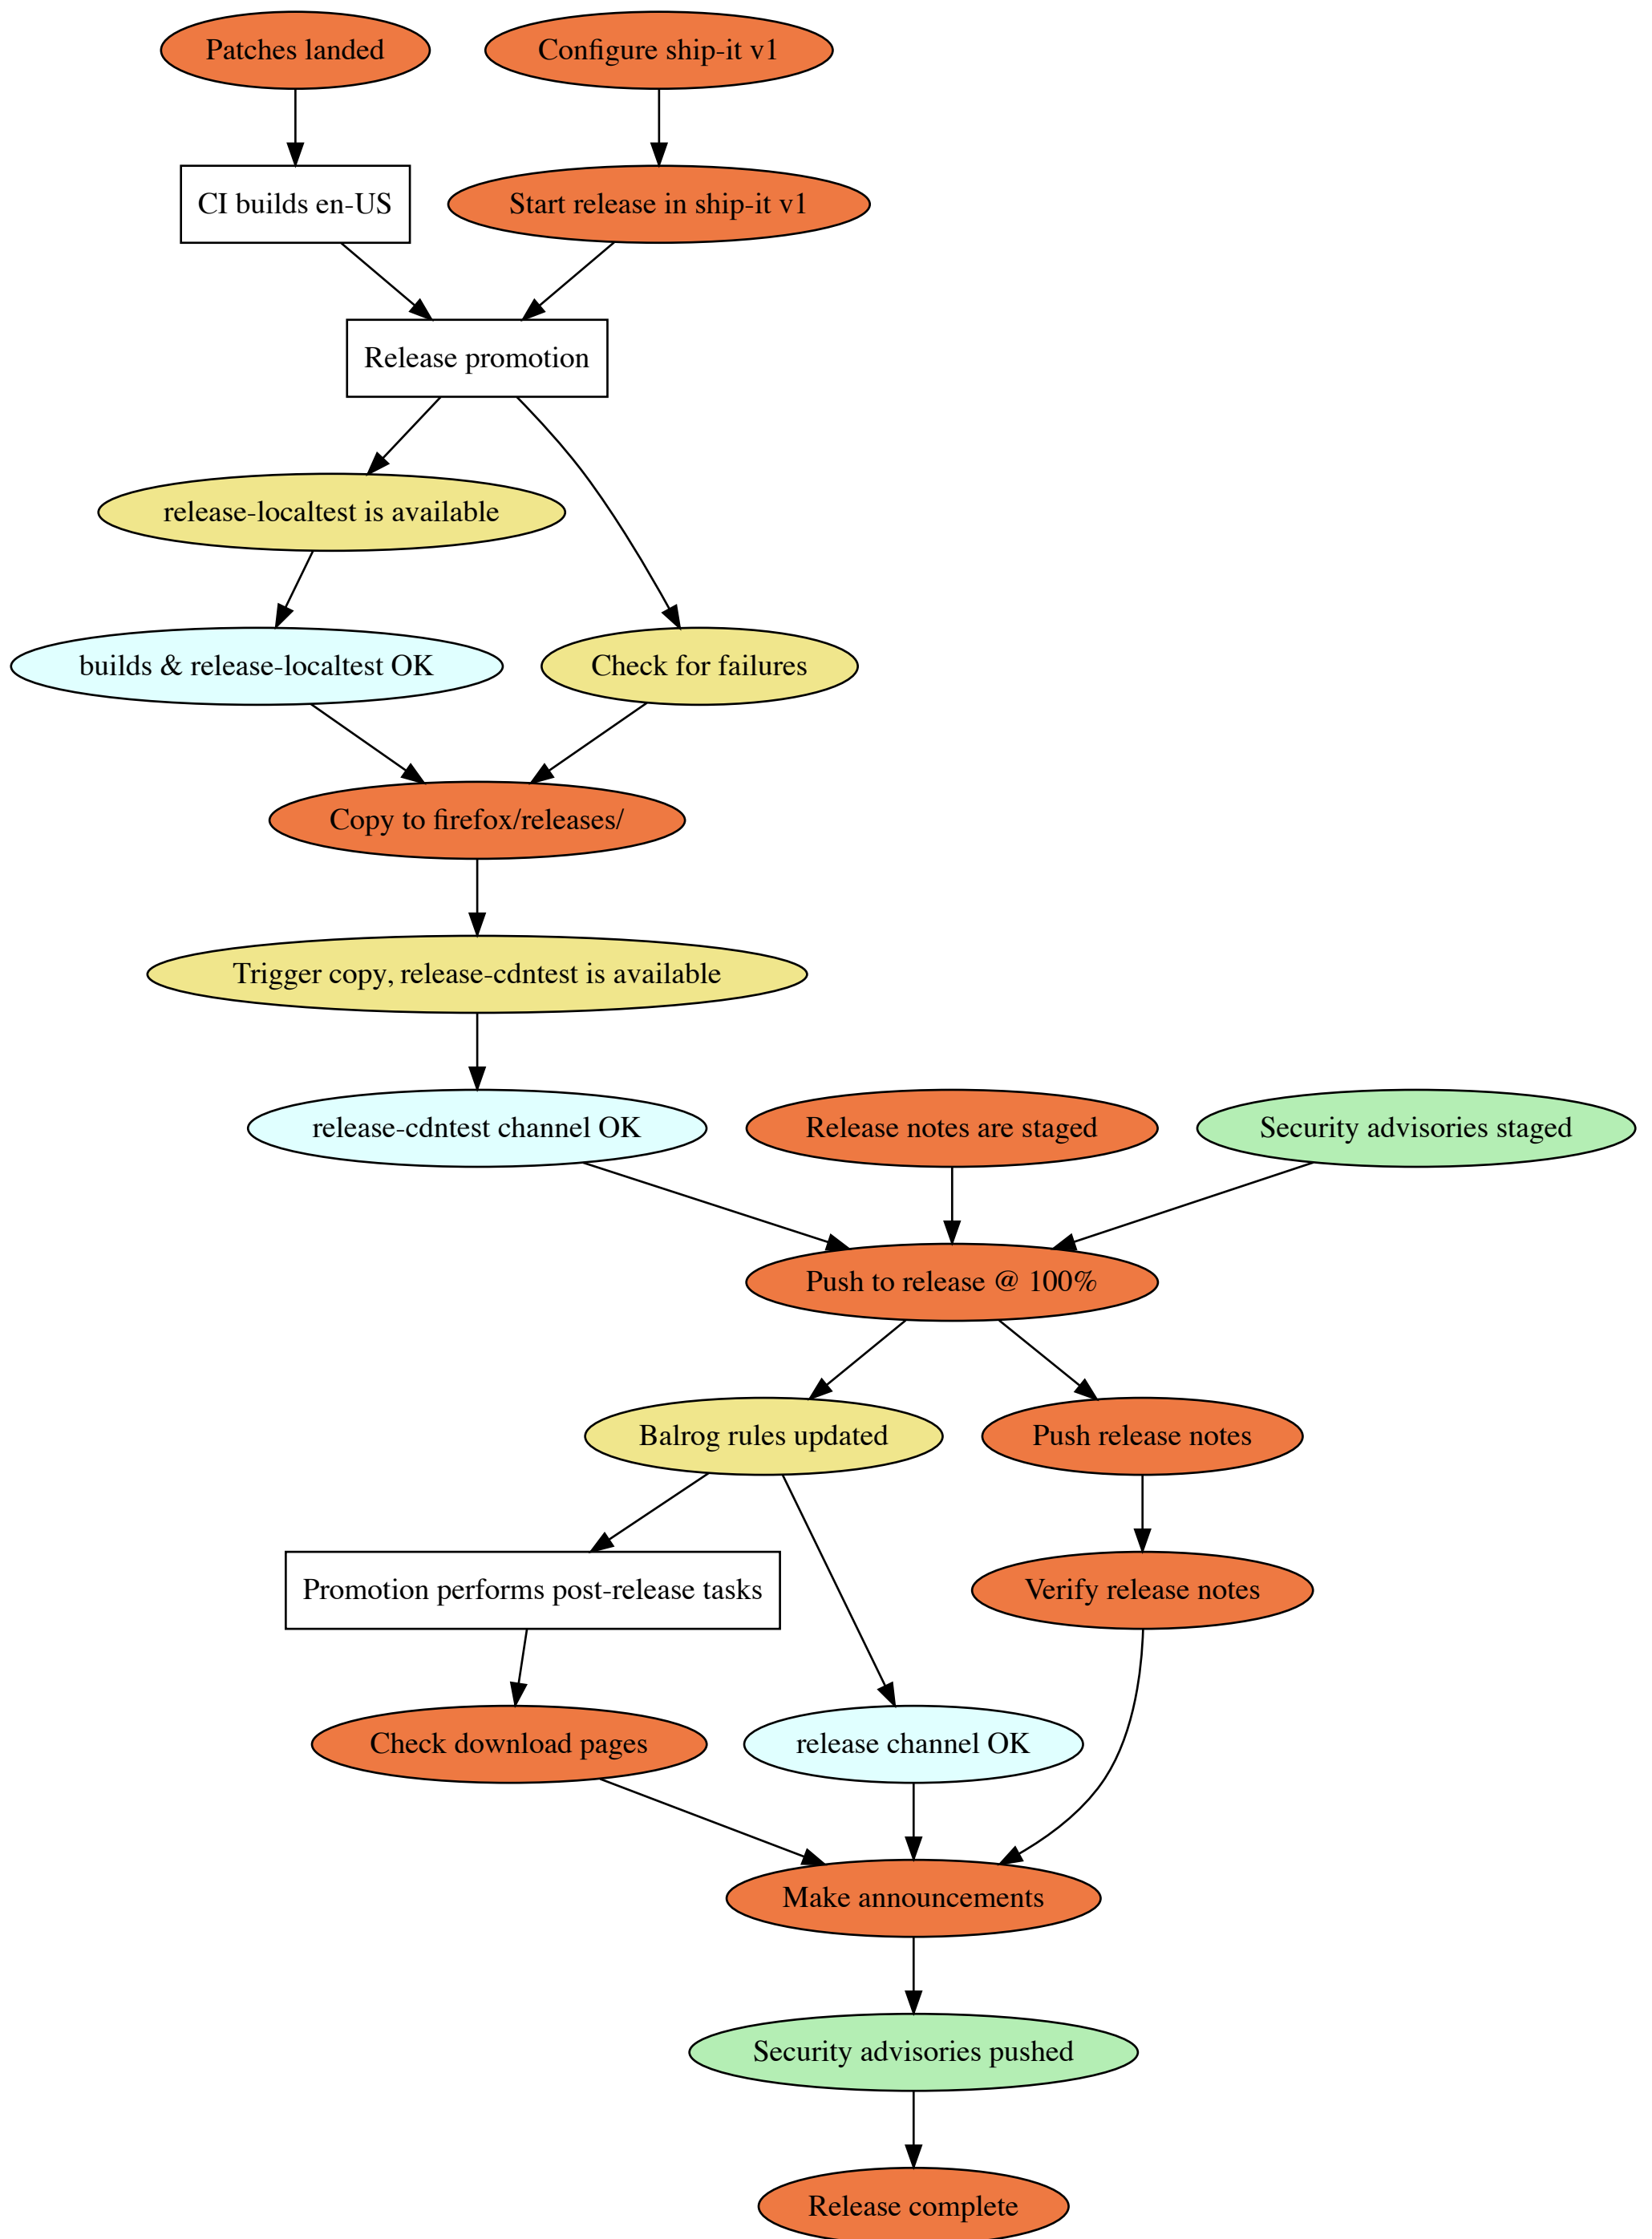 Patches landed
Configure ship-it v1
CI builds en-US
Start release in ship-it v1
Release promotion
release-localtest is available
builds & release-localtest OK
Check for failures
Copy to firefox/releases/
Trigger copy, release-cdntest is available
release-cdntest channel OK
Release notes are staged
Security advisories staged
Push to release @ 100%
Balrog rules updated
Push release notes
Promotion performs post-release tasks
Verify release notes
Check download pages
release channel OK
Make announcements
Security advisories pushed
Release complete